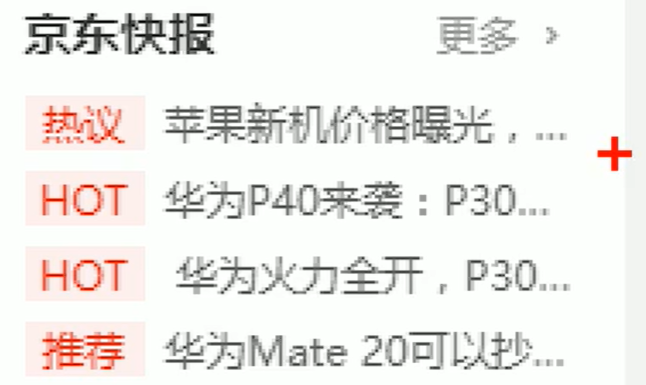 京东快报 更多 ›
热议 苹果新机价格曝光，...
HOT 华为P40来袭：P30...
HOT 华为火力全开，P30...
推荐 华为Mate 20可以抄...